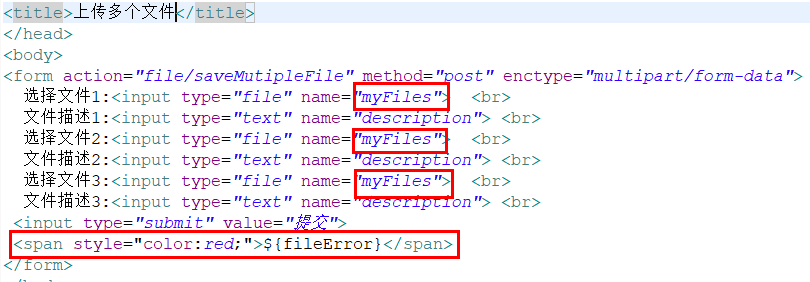 <title>上传多个文件</title>
</head>
<body>
<form action="file/saveMutipleFile" method="post" enctype="multipart/form-data">
选择文件1:<input type="file" name="myFiles"> <br>
文件描述1:<input type="text" name="description"> <br>
选择文件2:<input type="file" name="myFiles"> <br>
文件描述2:<input type="text" name="description"> <br>
选择文件3:<input type="file" name="myFiles"> <br>
文件描述3:<input type="text" name="description"> <br>
<input type="submit" value="提交">
<span style="color:red;">${fileError}</span>
</form>